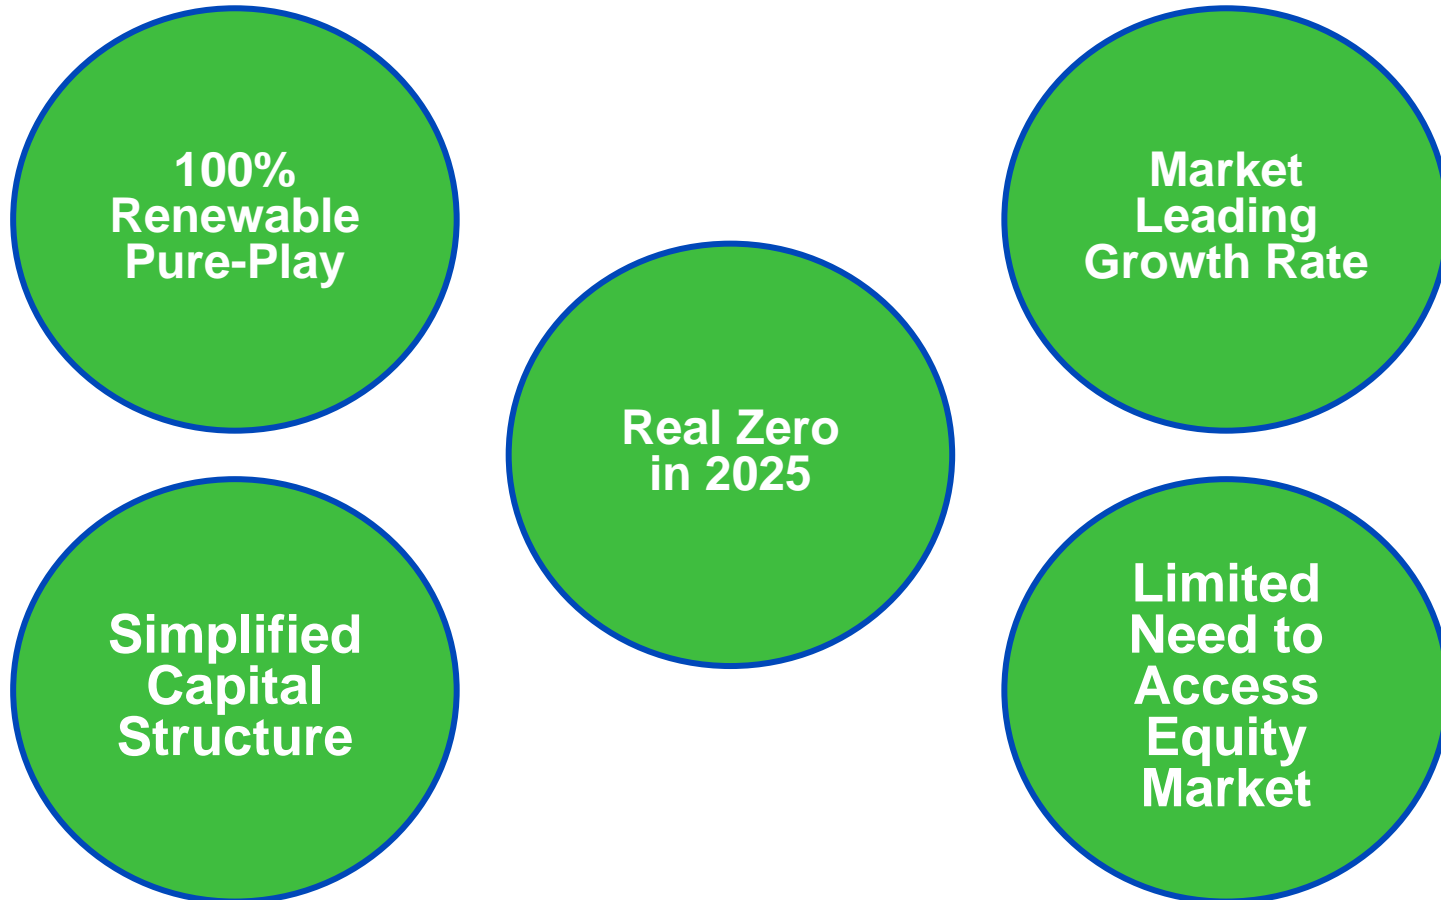 100%
Renewable
Pure-Play
Market
Leading
Growth Rate
Real Zero
in 2025
Simplified
Capital
Structure
Limited
Need to
Access
Equity
Market